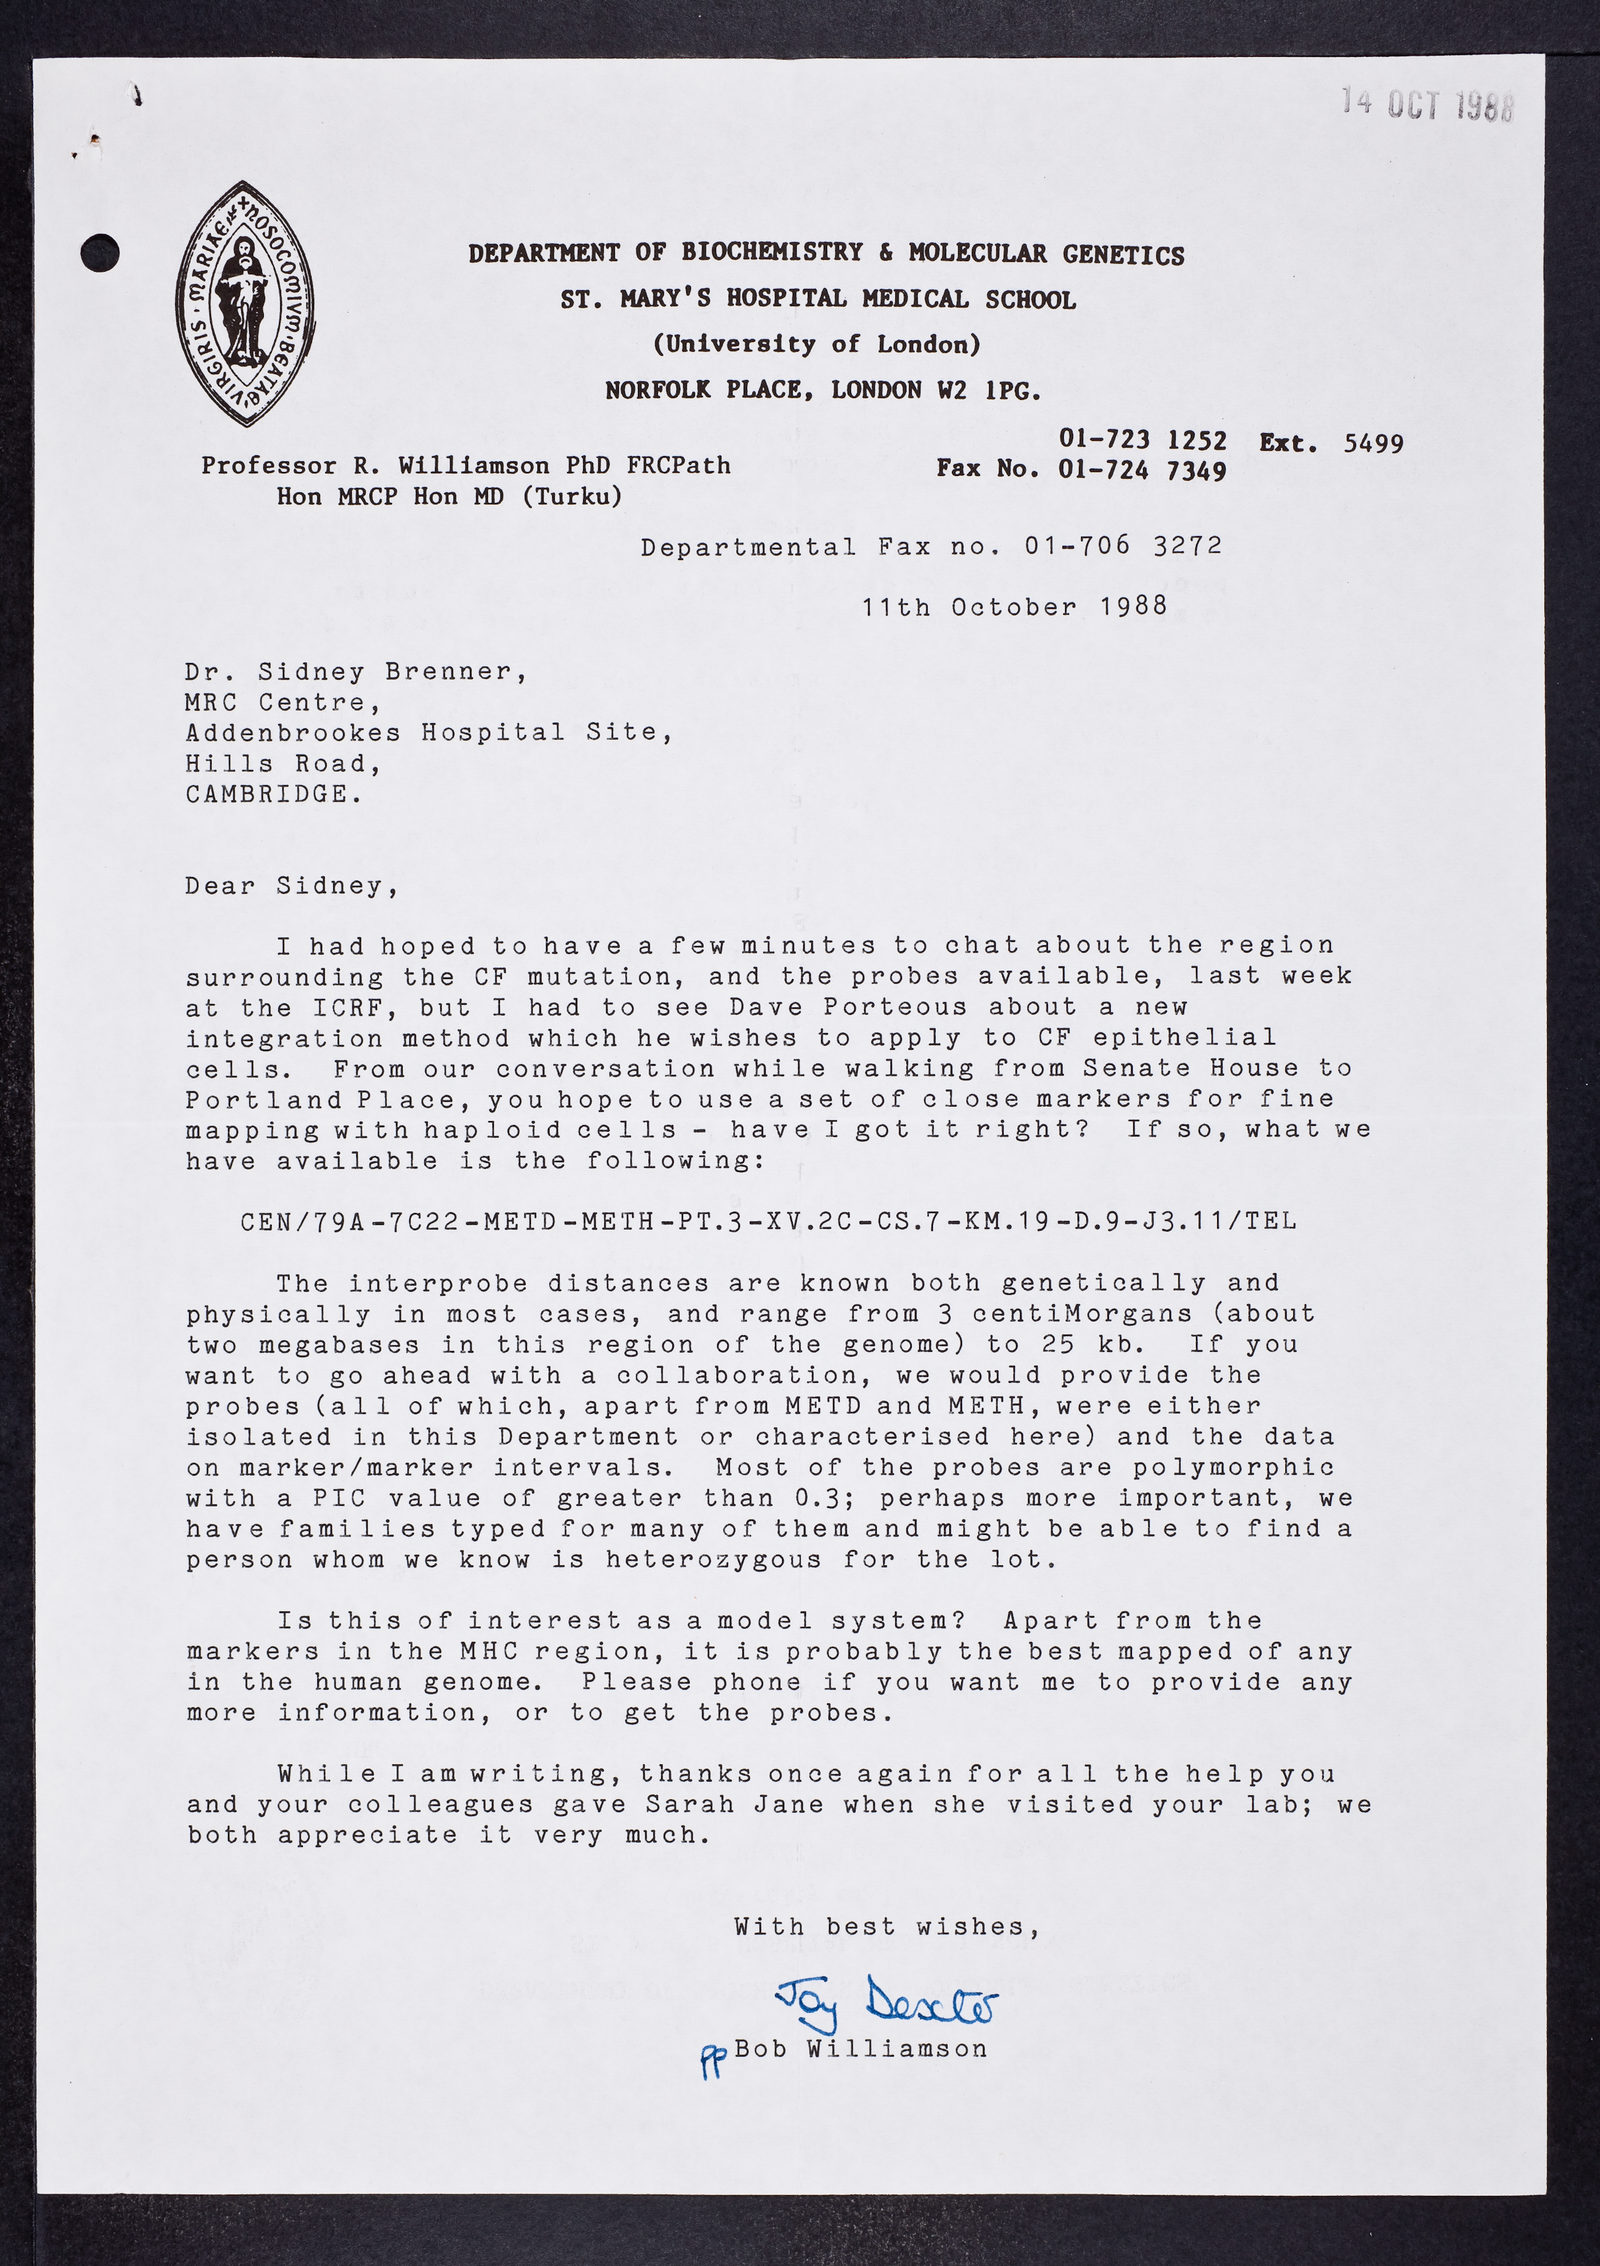 14 OCT 1988
NOSOCOMIVM · BEATAE · VIRGIRIS · MARIAE
DEPARTMENT OF BIOCHEMISTRY & MOLECULAR GENETICS
ST. MARY'S HOSPITAL MEDICAL SCHOOL
(University of London)
NORFOLK PLACE, LONDON W2 1PG.
01-723 1252 Ext. 5499
Professor R. Williamson PhD FRCPath Fax No. 01-724 7349
Hon MRCP Hon MD (Turku)
Departmental Fax no. 01-706 3272
11th October 1988
Dr. Sidney Brenner,
MRC Centre,
Addenbrookes Hospital Site,
Hills Road,
CAMBRIDGE.
Dear Sidney,
I had hoped to have a few minutes to chat about the region
surrounding the CF mutation, and the probes available, last week
at the ICRF, but I had to see Dave Porteous about a new
integration method which he wishes to apply to CF epithelial
cells. From our conversation while walking from Senate House to
Portland Place, you hope to use a set of close markers for fine
mapping with haploid cells - have I got it right? If so, what we
have available is the following:
CEN/79A-7C22-METD-METH-PT.3-XV.2C-CS.7-KM.19-D.9-J3.11/TEL
The interprobe distances are known both genetically and
physically in most cases, and range from 3 centiMorgans (about
two megabases in this region of the genome) to 25 kb. If you
want to go ahead with a collaboration, we would provide the
probes (all of which, apart from METD and METH, were either
isolated in this Department or characterised here) and the data
on marker/marker intervals. Most of the probes are polymorphic
with a PIC value of greater than 0.3; perhaps more important, we
have families typed for many of them and might be able to find a
person whom we know is heterozygous for the lot.
Is this of interest as a model system? Apart from the
markers in the MHC region, it is probably the best mapped of any
in the human genome. Please phone if you want me to provide any
more information, or to get the probes.
While I am writing, thanks once again for all the help you
and your colleagues gave Sarah Jane when she visited your lab; we
both appreciate it very much.
With best wishes,
Joy Dexter
pp Bob Williamson